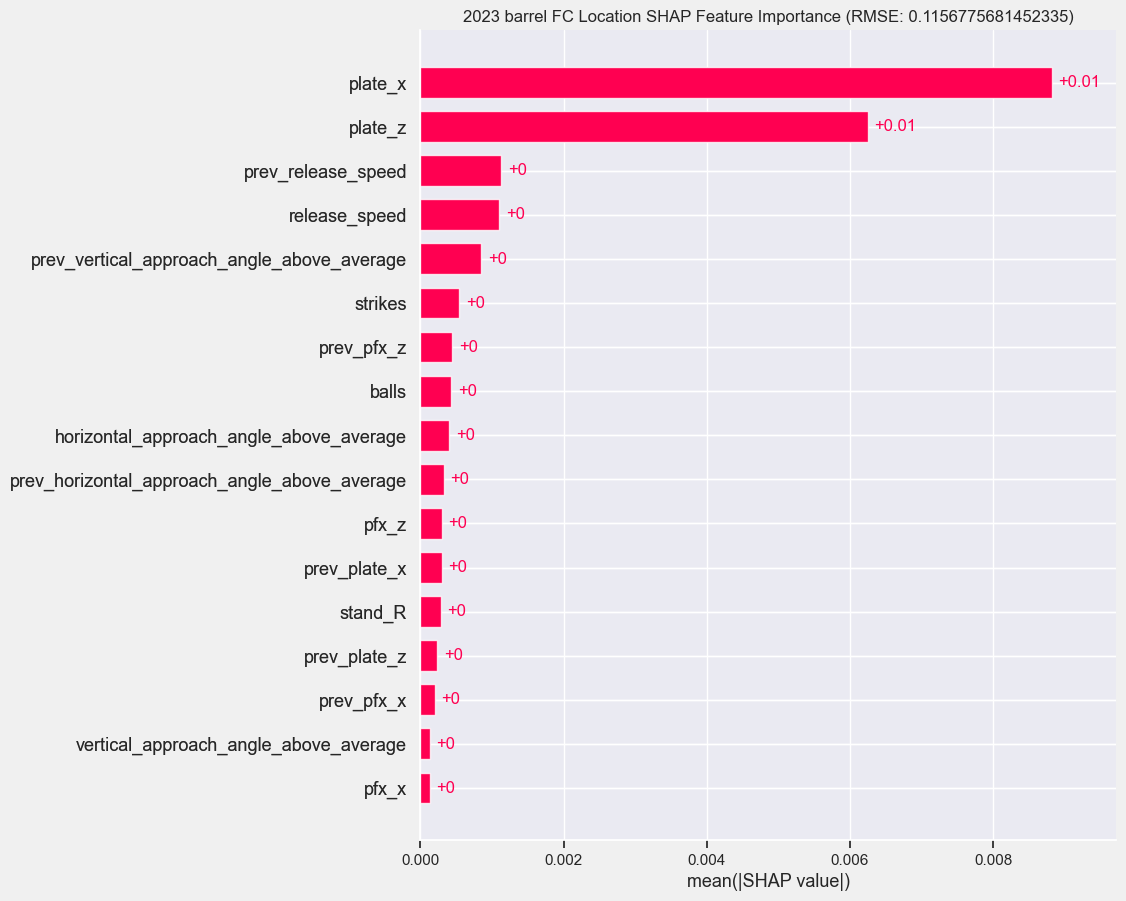 2023 barrel FC Location SHAP Feature Importance (RMSE: 0.1156775681452335)
plate_x +0.01
plate_z +0.01
prev_release_speed +0
release_speed +0
prev_vertical_approach_angle_above_average +0
strikes +0
prev_pfx_z +0
balls +0
horizontal_approach_angle_above_average +0
prev_horizontal_approach_angle_above_average +0
pfx_z +0
prev_plate_x +0
stand_R +0
prev_plate_z +0
prev_pfx_x +0
vertical_approach_angle_above_average +0
pfx_x +0
0.000 0.002 0.004 0.006 0.008
mean(|SHAP value|)